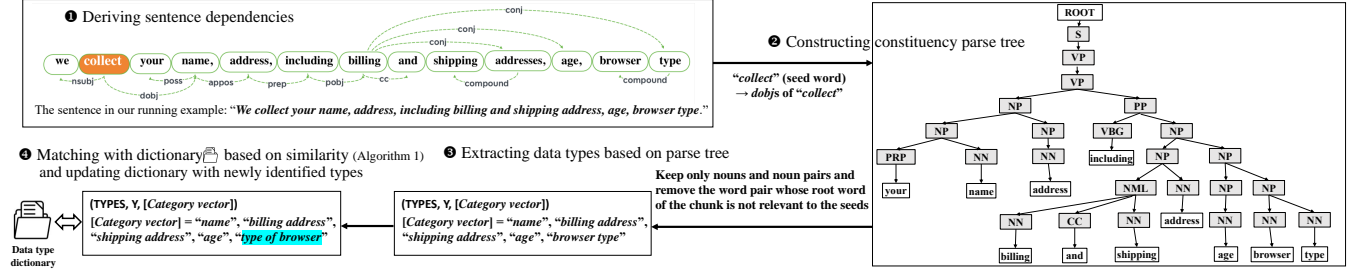 ❶ Deriving sentence dependencies
conj
conj
conj
we collect your name, address, including billing and shipping addresses, age, browser type
nsubj poss appos prep pobj cc compound compound
dobj
The sentence in our running example: “We collect your name, address, including billing and shipping address, age, browser type.”
“collect” (seed word)
→ dobjs of “collect”
❷ Constructing constituency parse tree
ROOT
S
VP
VP
NP PP
NP NP VBG NP
PRP NN NN including NP NP
your name address NML NN NP NP
NN CC NN address NN NN NN
billing and shipping age browser type
❸ Extracting data types based on parse tree
Keep only nouns and noun pairs and
remove the word pair whose root word
of the chunk is not relevant to the seeds
(TYPES, Y, [Category vector])
[Category vector] = “name”, “billing address”,
“shipping address”, “age”, “browser type”
❹ Matching with dictionary based on similarity (Algorithm 1)
and updating dictionary with newly identified types
(TYPES, Y, [Category vector])
[Category vector] = “name”, “billing address”,
“shipping address”, “age”, “type of browser”
Data type
dictionary